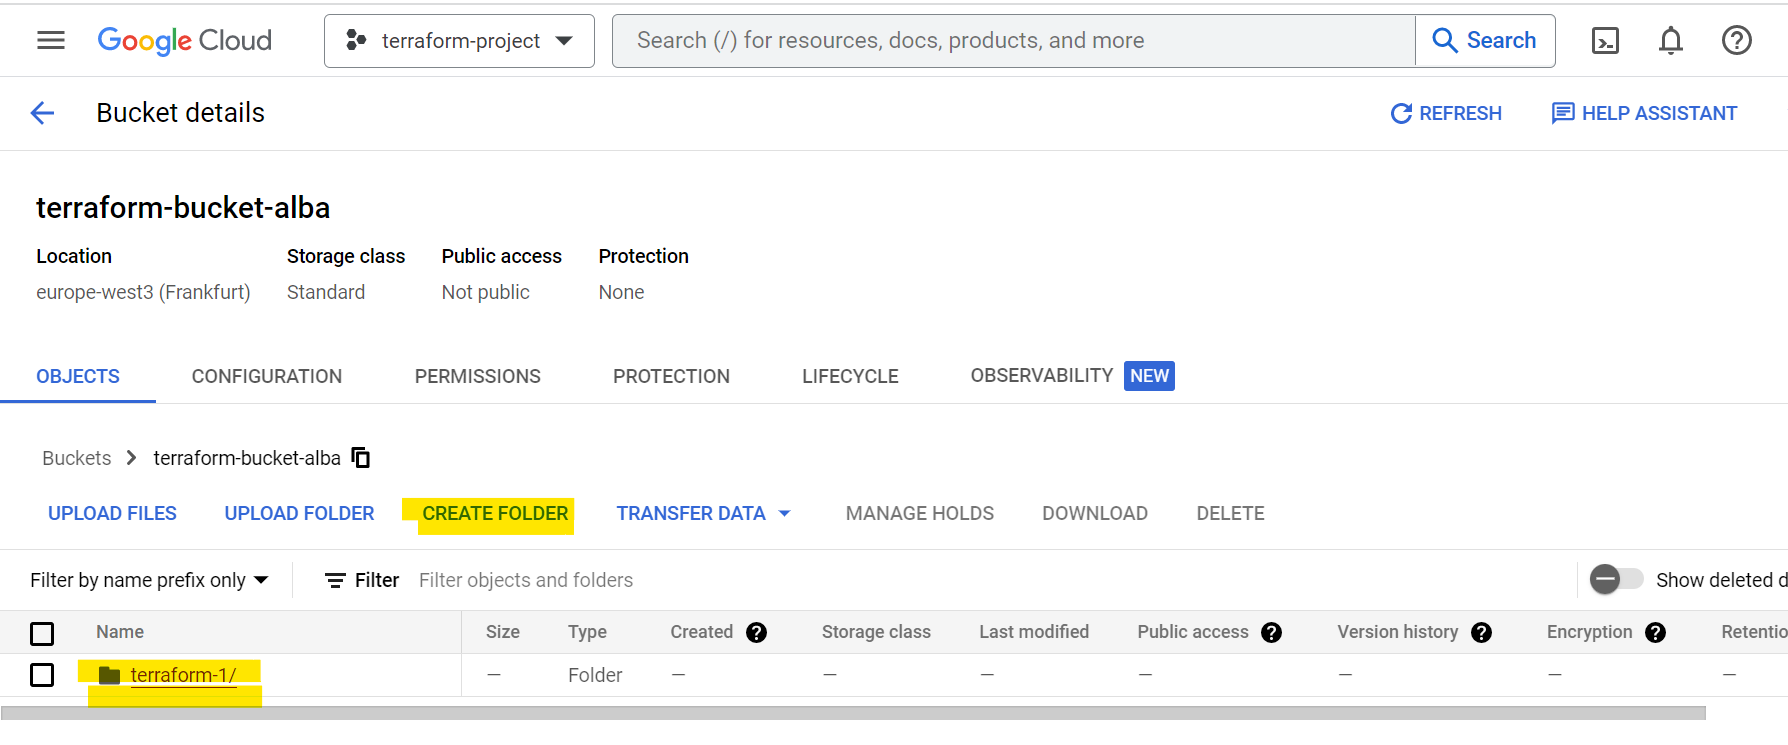 Google Cloud terraform-project Search (/) for resources, docs, products, and more Search
Bucket details REFRESH HELP ASSISTANT
terraform-bucket-alba
Location Storage class Public access Protection
europe-west3 (Frankfurt) Standard Not public None
OBJECTS CONFIGURATION PERMISSIONS PROTECTION LIFECYCLE OBSERVABILITY NEW
Buckets terraform-bucket-alba
UPLOAD FILES UPLOAD FOLDER CREATE FOLDER TRANSFER DATA MANAGE HOLDS DOWNLOAD DELETE
Filter by name prefix only Filter Filter objects and folders Show deleted d
Name Size Type Created Storage class Last modified Public access Version history Encryption Retentio
terraform-1/ — Folder — — — — — — —